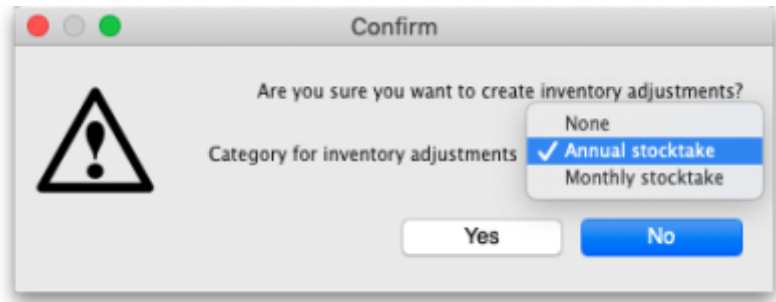 Confirm
Are you sure you want to create inventory adjustments?
None
Category for inventory adjustments ✓ Annual stocktake
Monthly stocktake
Yes No